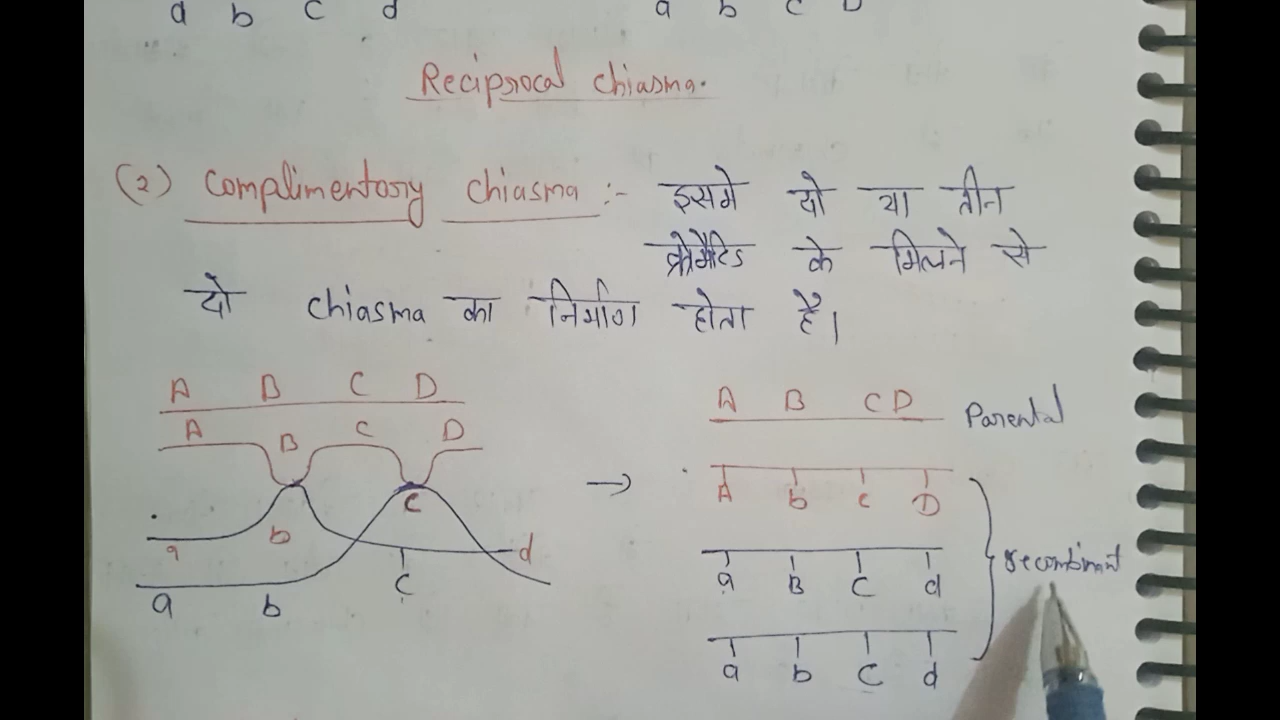 a b c d a b c D
Reciprocal chiasma.
(2) Complimentory chiasma :- इसमे दो या तीन
क्रोमैटिड के मिलने से
दो chiasma का निर्माण होता है।
A B C D
A B C D
a b c d
a b c
A B C D Parental
A b c D
a B C d
a b c d
recombinant